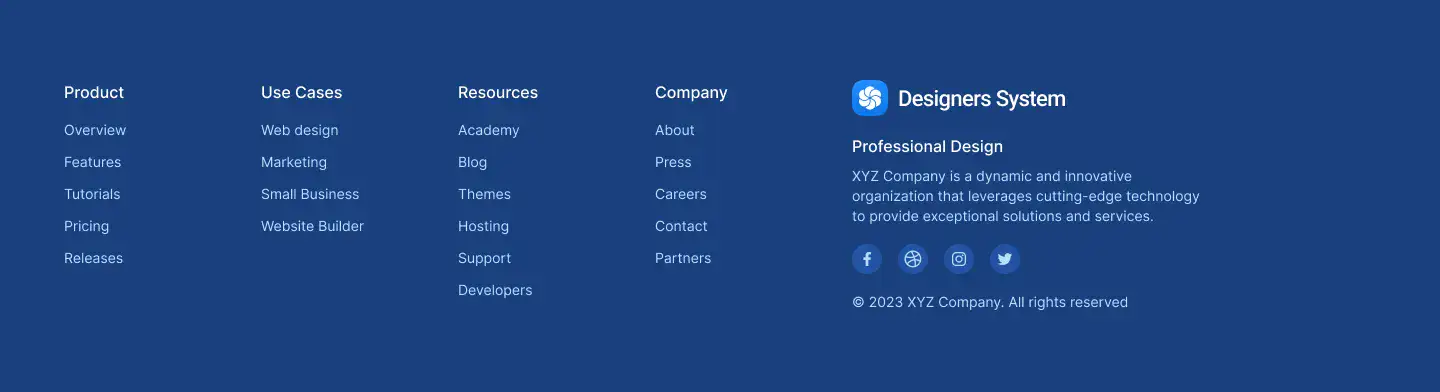 Product
Overview
Features
Tutorials
Pricing
Releases
Use Cases
Web design
Marketing
Small Business
Website Builder
Resources
Academy
Blog
Themes
Hosting
Support
Developers
Company
About
Press
Careers
Contact
Partners
Designers System
Professional Design
XYZ Company is a dynamic and innovative
organization that leverages cutting-edge technology
to provide exceptional solutions and services.
© 2023 XYZ Company. All rights reserved